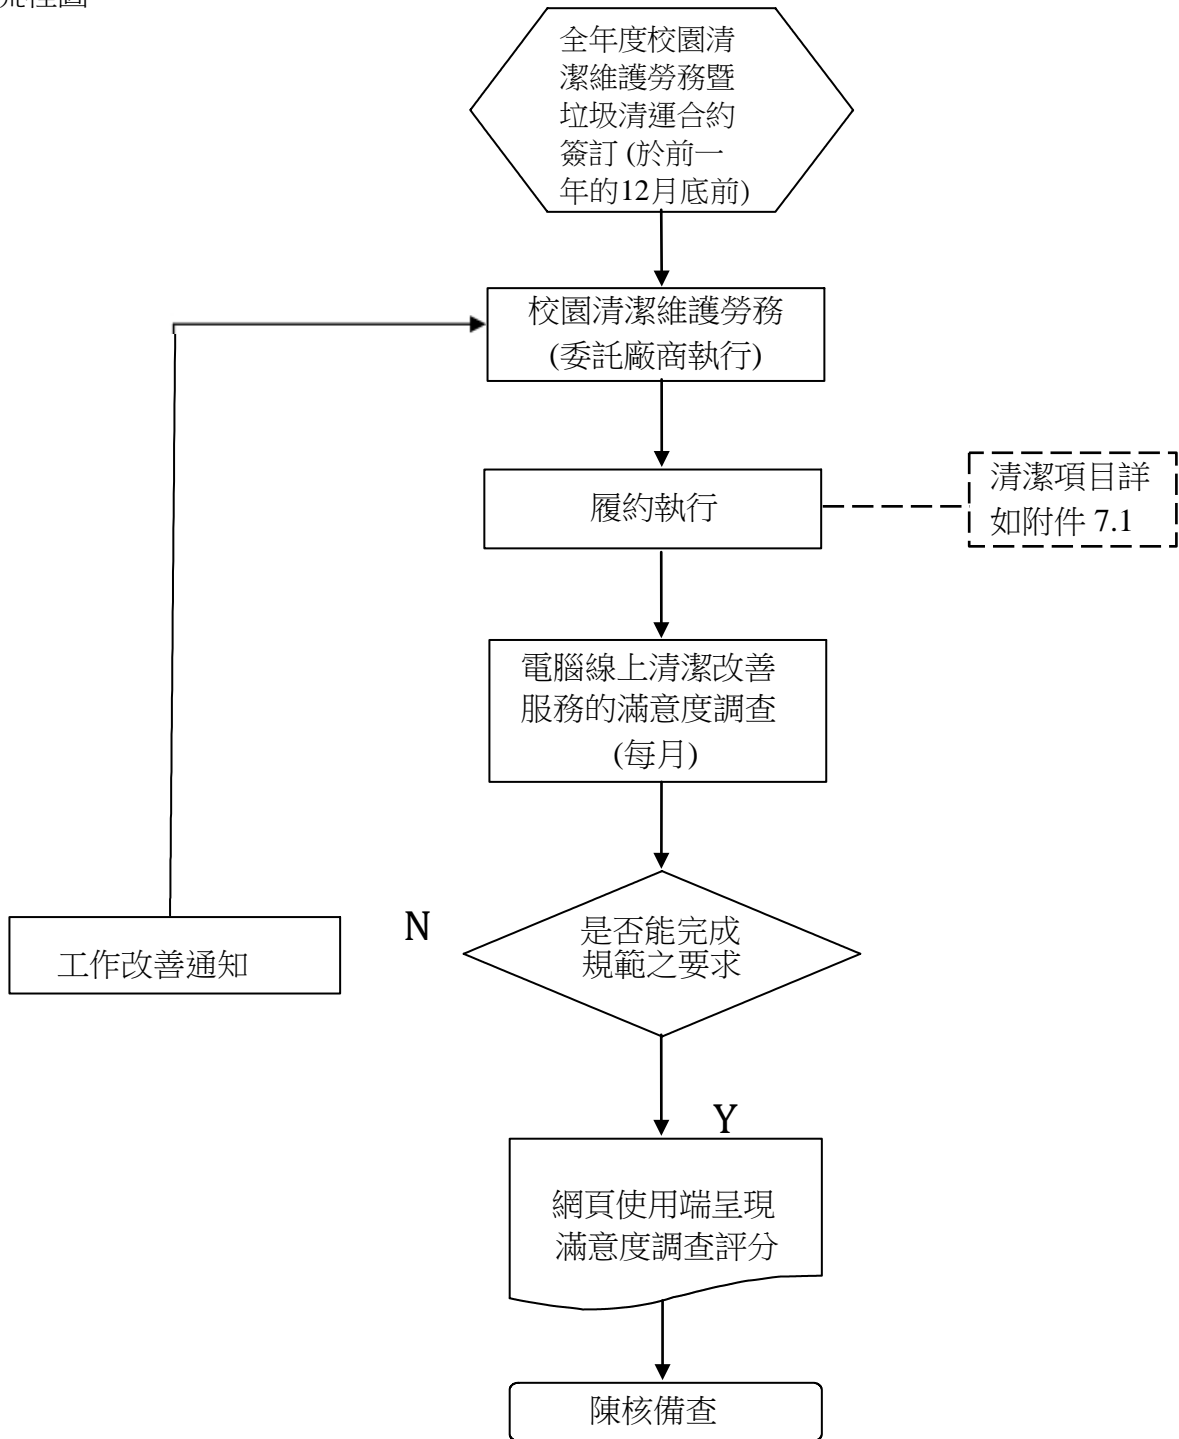 流程圖
全年度校園清
潔維護勞務暨
垃圾清運合約
簽訂 (於前一
年的12月底前)
校園清潔維護勞務
(委託廠商執行)
履約執行
清潔項目詳
如附件 7.1
電腦線上清潔改善
服務的滿意度調查
(每月)
是否能完成
規範之要求
N
工作改善通知
Y
網頁使用端呈現
滿意度調查評分
陳核備查